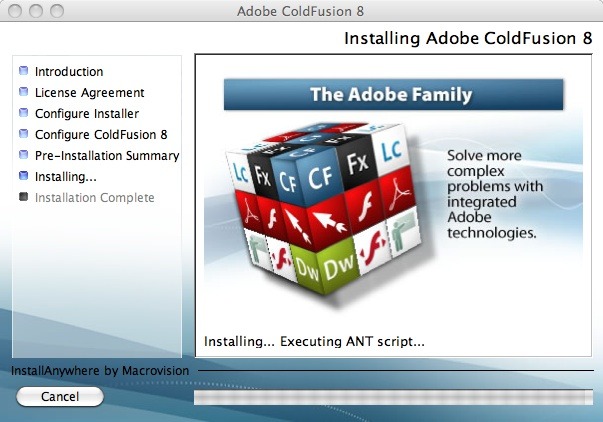 Adobe ColdFusion 8
Installing Adobe ColdFusion 8
Introduction
License Agreement
Configure Installer
Configure ColdFusion 8
Pre-Installation Summary
Installing...
Installation Complete
The Adobe Family
Lc Fx CF CF Fx Lc
Dw Dw
Solve more
complex
problems with
integrated
Adobe
technologies.
Installing... Executing ANT script...
InstallAnywhere by Macrovision
Cancel